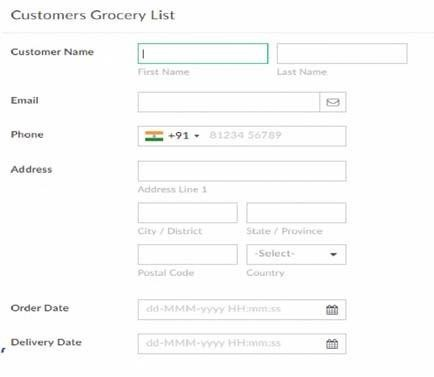 Customers Grocery List
Customer Name
First Name Last Name
Email
Phone +91 81234 56789
Address
Address Line 1
City / District State / Province
-Select-
Postal Code Country
Order Date dd-MMM-yyyy HH:mm:ss
Delivery Date dd-MMM-yyyy HH:mm:ss